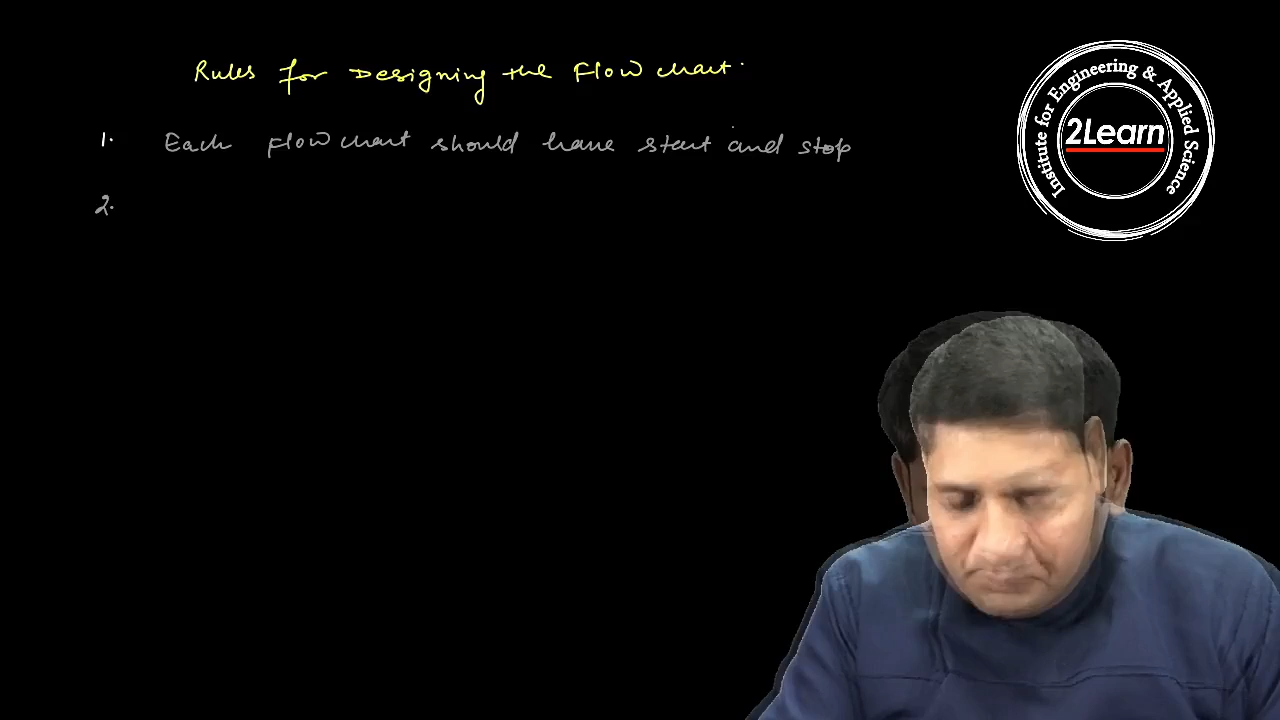 Rules for Designing the Flow chart.
1. Each flow chart should have start and stop
2.
Institute for Engineering & Applied Science
2Learn